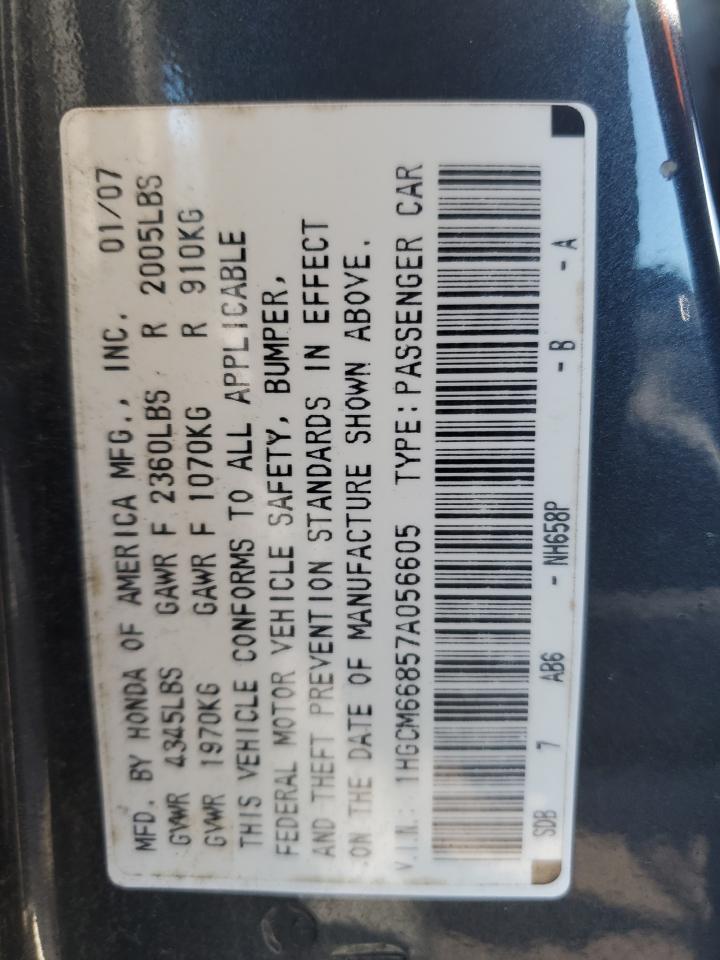 MFD. BY HONDA OF AMERICA MFG., INC. 01/07
GVWR 4345LBS GAWR F 2360LBS R 2005LBS
GVWR 1970KG GAWR F 1070KG R 910KG
THIS VEHICLE CONFORMS TO ALL APPLICABLE
FEDERAL MOTOR VEHICLE SAFETY, BUMPER,
AND THEFT PREVENTION STANDARDS IN EFFECT
ON THE DATE OF MANUFACTURE SHOWN ABOVE.
V.I.N.: 1HGCM66857A056605 TYPE: PASSENGER CAR
SDB 7 AB6 - NH658P - B - A